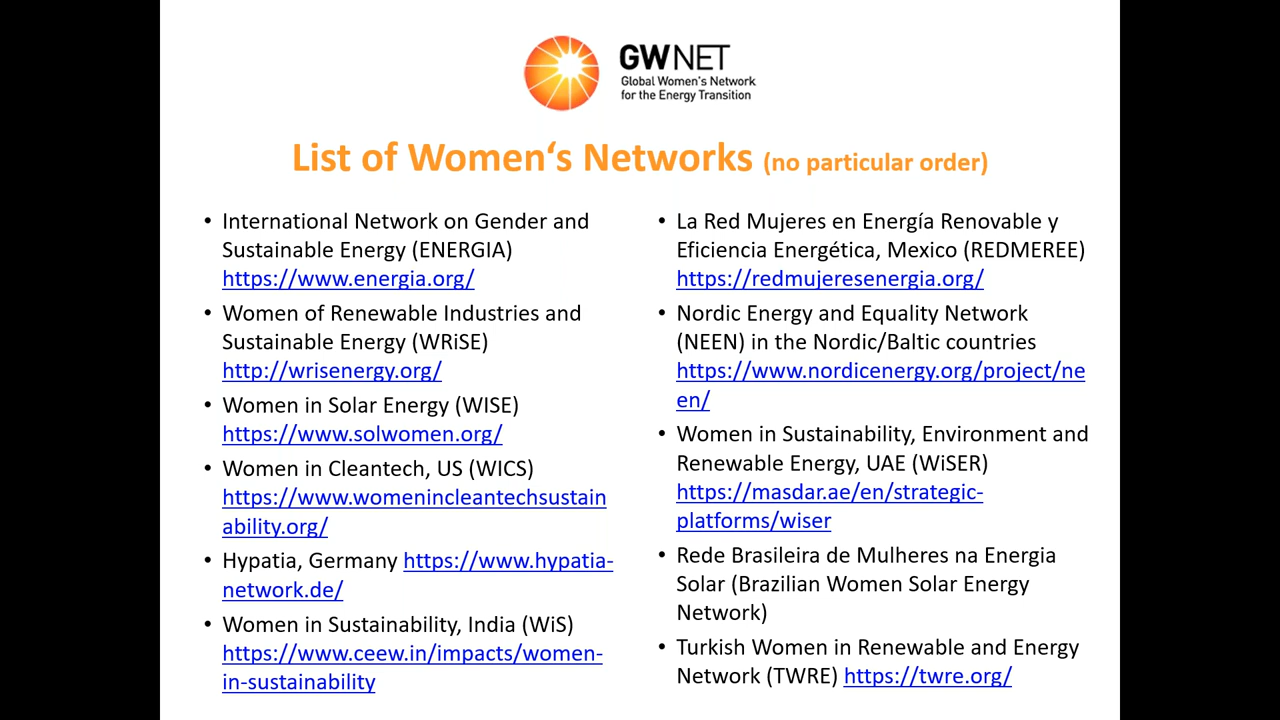 GWNET
Global Women's Network
for the Energy Transition
List of Women‘s Networks (no particular order)
• International Network on Gender and
Sustainable Energy (ENERGIA)
https://www.energia.org/
• Women of Renewable Industries and
Sustainable Energy (WRiSE)
http://wrisenergy.org/
• Women in Solar Energy (WISE)
https://www.solwomen.org/
• Women in Cleantech, US (WICS)
https://www.womenincleantechsustain
ability.org/
• Hypatia, Germany https://www.hypatia-
network.de/
• Women in Sustainability, India (WiS)
https://www.ceew.in/impacts/women-
in-sustainability
• La Red Mujeres en Energía Renovable y
Eficiencia Energética, Mexico (REDMEREE)
https://redmujeresenergia.org/
• Nordic Energy and Equality Network
(NEEN) in the Nordic/Baltic countries
https://www.nordicenergy.org/project/ne
en/
• Women in Sustainability, Environment and
Renewable Energy, UAE (WiSER)
https://masdar.ae/en/strategic-
platforms/wiser
• Rede Brasileira de Mulheres na Energia
Solar (Brazilian Women Solar Energy
Network)
• Turkish Women in Renewable and Energy
Network (TWRE) https://twre.org/